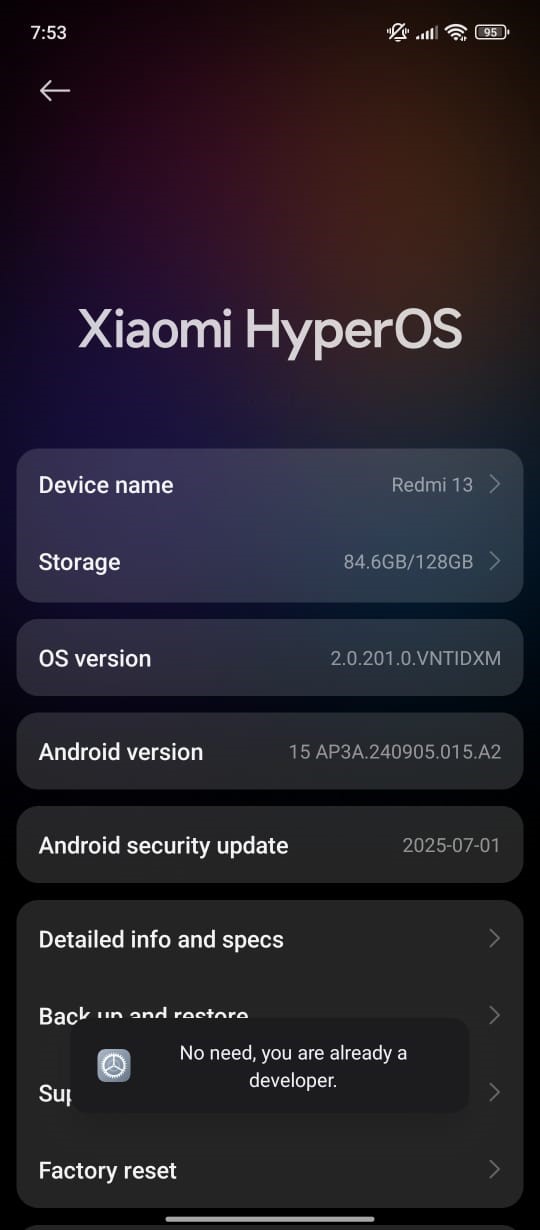 7:53
95
Xiaomi HyperOS
Device name
Redmi 13
Storage
84.6GB/128GB
OS version
2.0.201.0.VNTIDXM
Android version
15 AP3A.240905.015.A2
Android security update
2025-07-01
Detailed info and specs
Back up and restore
No need, you are already a
developer.
Sup
Factory reset